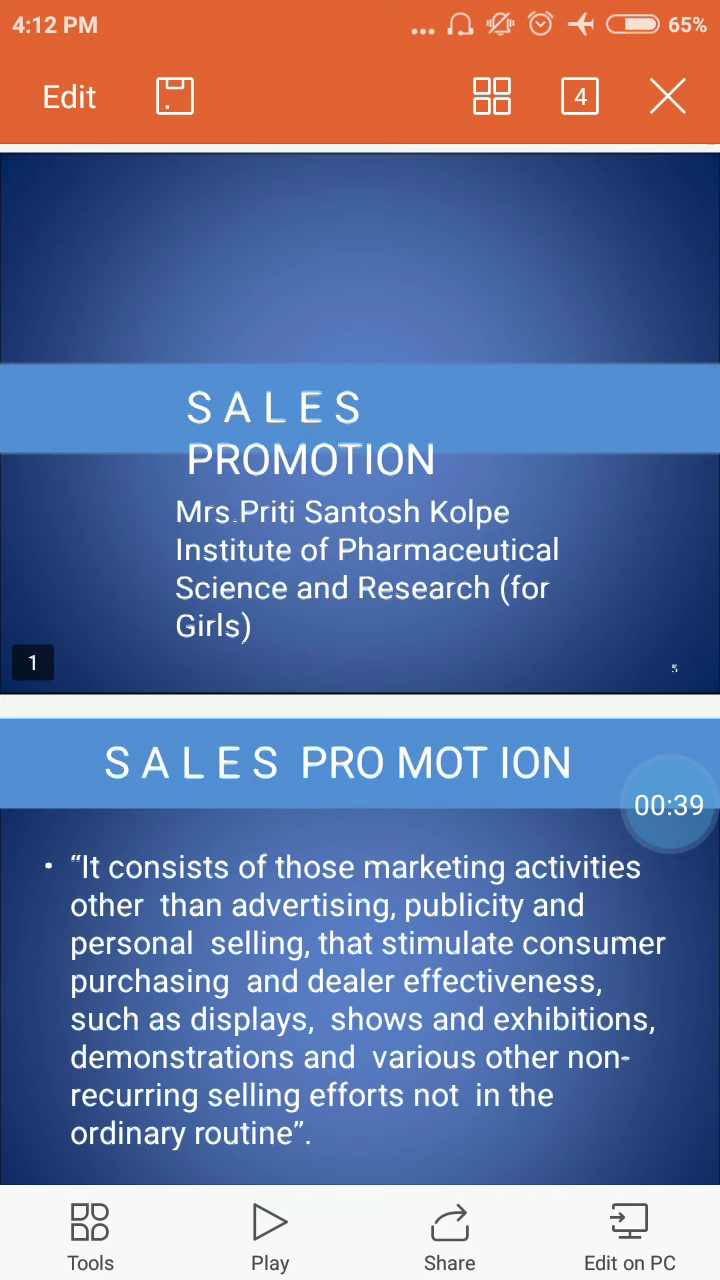 4:12 PM
65%
Edit
4
S A L E S
PROMOTION
Mrs.Priti Santosh Kolpe
Institute of Pharmaceutical
Science and Research (for
Girls)
1
S A L E S PRO MOT ION
00:39
• “It consists of those marketing activities
other than advertising, publicity and
personal selling, that stimulate consumer
purchasing and dealer effectiveness,
such as displays, shows and exhibitions,
demonstrations and various other non-
recurring selling efforts not in the
ordinary routine”.
Tools
Play
Share
Edit on PC